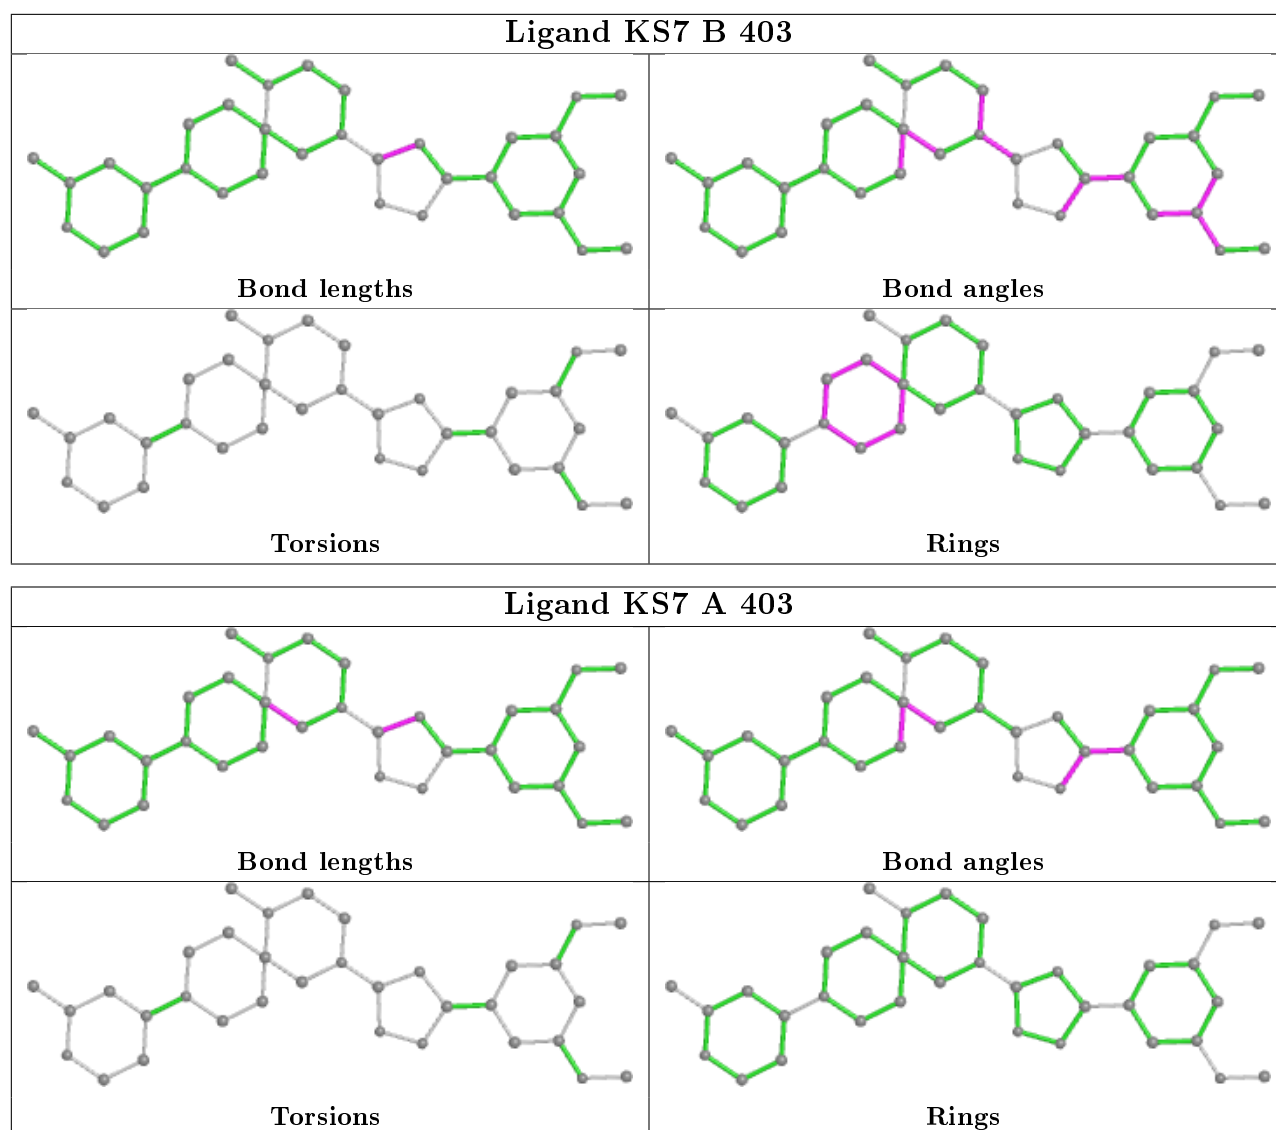 Ligand KS7 B 403
Bond lengths
Bond angles
Torsions
Rings
Ligand KS7 A 403
Bond lengths
Bond angles
Torsions
Rings